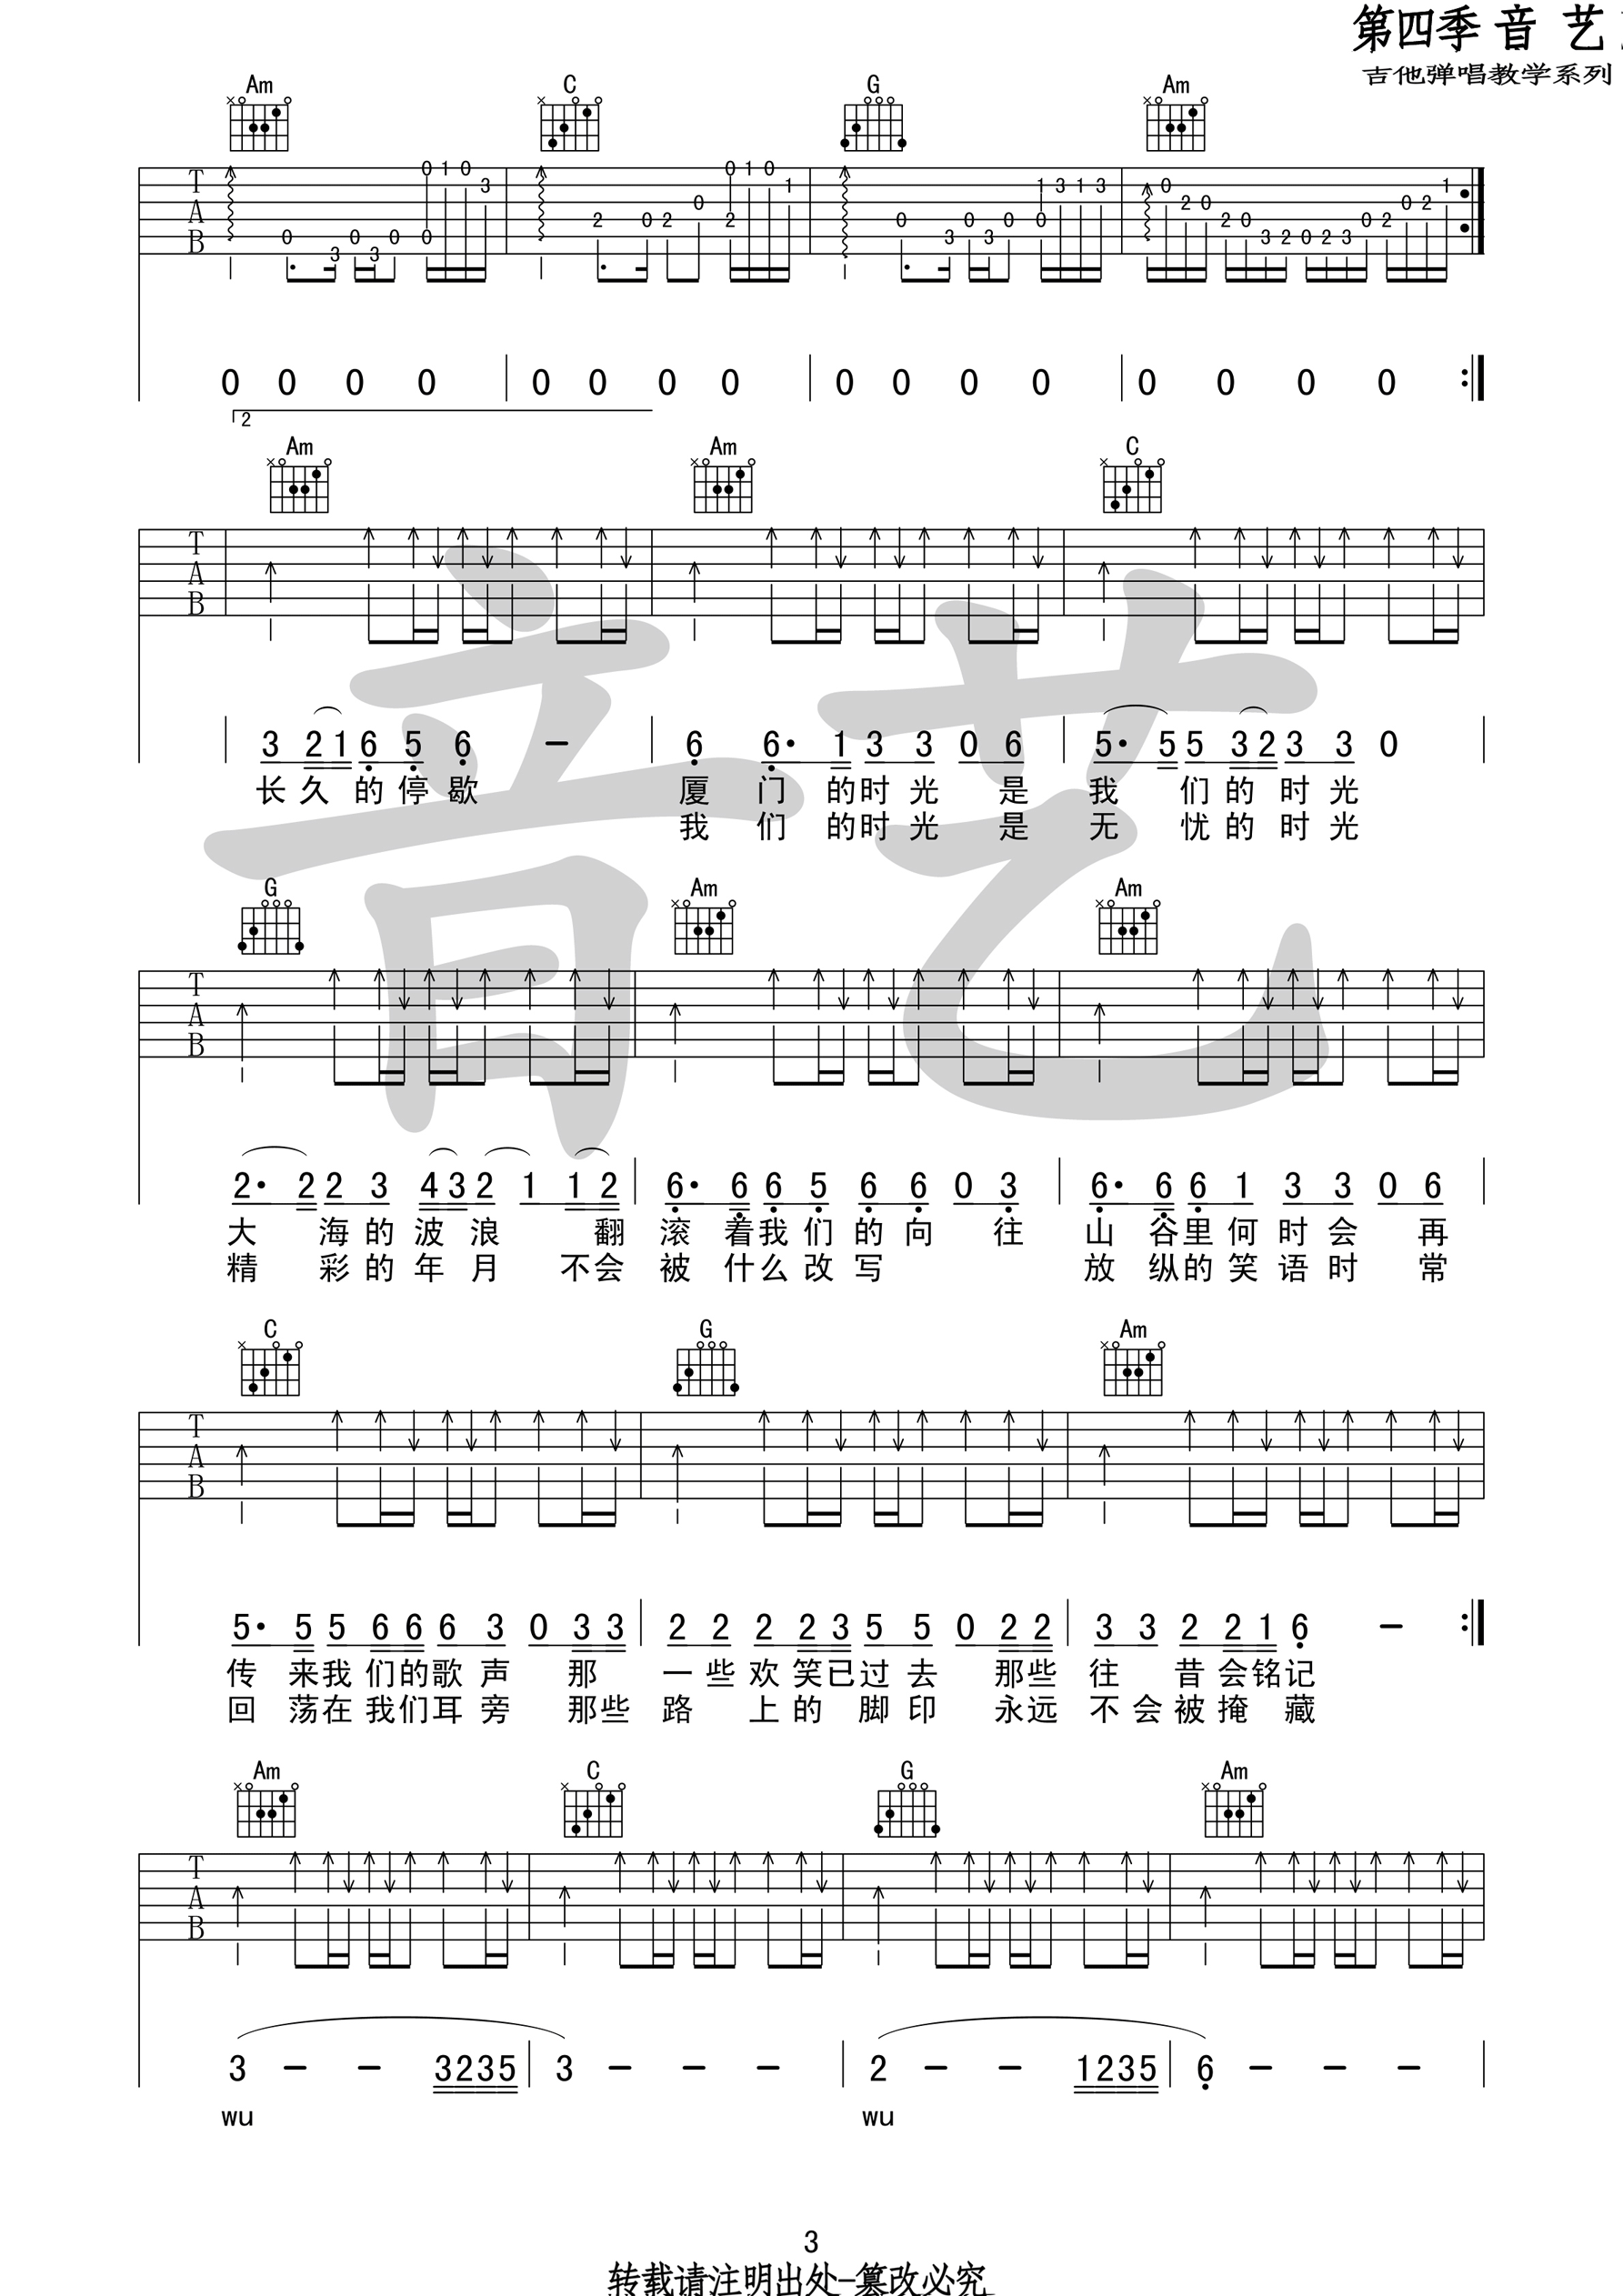 第四季 音 艺
吉他弹唱教学系列
Am C G Am
T A B
0 3 0 3 0 0 0 1 0 3 2 0 2 0 0 2 1 0 1 0 3 0 3 0 0 1 0 3 1 3 0 2 0 2 0 3 2 0 2 3 0 2 0 2 1
0 0 0 0 0 0 0 0 0 0 0 0 0 0 0 0
2
Am Am C
T A B
3 2 1 6 5 6 – 6 6· 1 3 3 0 6 5· 5 5 3 2 3 3 0
长 久 的 停 歇 厦 门 的 时 光 是 我 们 的 时 光
我 们 的 时 光 是 无 忧 的 时 光
G Am Am
T A B
2· 2 2 3 4 3 2 1 1 2 6· 6 6 5 6 6 0 3 6· 6 6 1 3 3 0 6
大 海 的 波 浪 翻 滚 着 我 们 的 向 往 山 谷 里 何 时 会 再
精 彩 的 年 月 不 会 被 什 么 改 写 放 纵 的 笑 语 时 常
C G Am
T A B
5· 5 5 6 6 6 3 0 3 3 2 2 2 2 3 5 5 0 2 2 3 3 2 2 1 6 –
传 来 我 们 的 歌 声 那 一 些 欢 笑 已 过 去 那 些 往 昔 会 铭 记
回 荡 在 我 们 耳 旁 那 些 路 上 的 脚 印 永 远 不 会 被 掩 藏
Am C G Am
T A B
3 – – 3 2 3 5 3 – – – 2 – – 1 2 3 5 6 – – –
wu wu
音艺
3
转载请注明出处-篡改必究